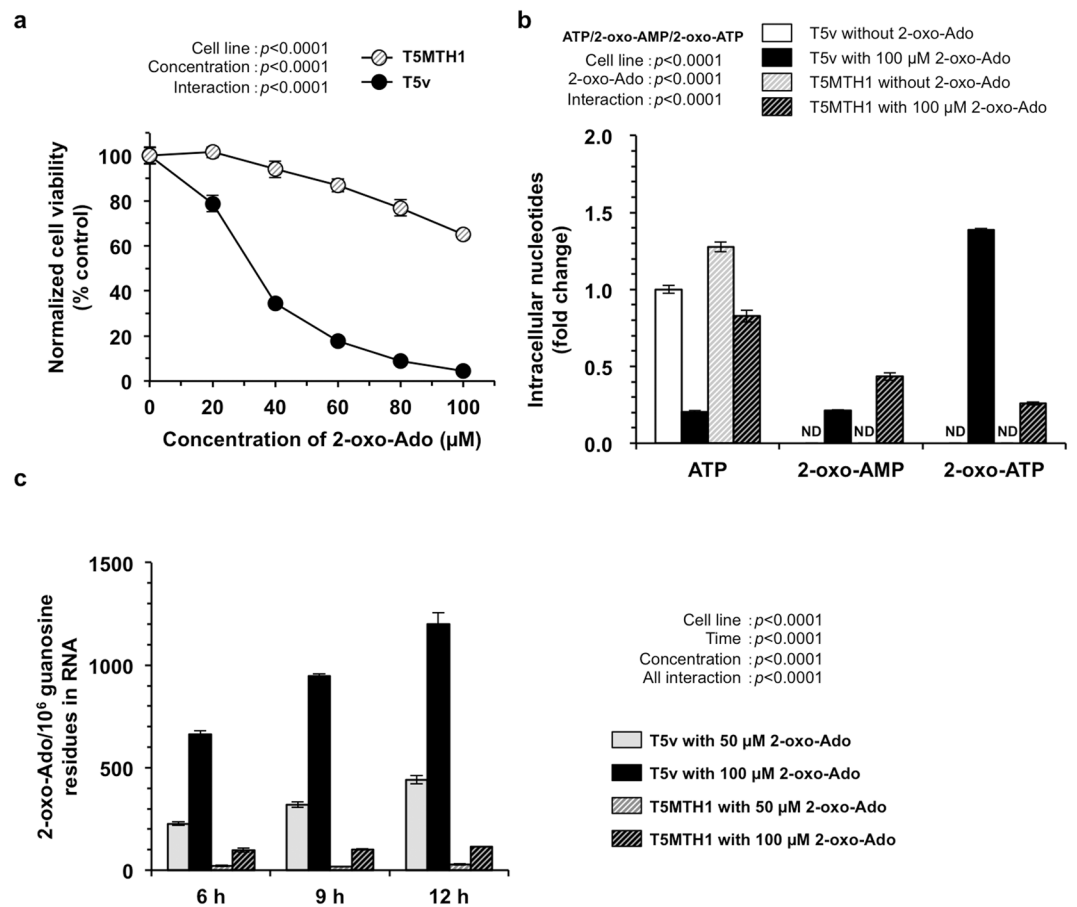 a
Cell line : p<0.0001
Concentration : p<0.0001
Interaction : p<0.0001
T5MTH1
T5v
Normalized cell viability
(% control)
100
80
60
40
20
0
0 20 40 60 80 100
Concentration of 2-oxo-Ado (µM)
b
ATP/2-oxo-AMP/2-oxo-ATP
Cell line : p<0.0001
2-oxo-Ado : p<0.0001
Interaction : p<0.0001
T5v without 2-oxo-Ado
T5v with 100 µM 2-oxo-Ado
T5MTH1 without 2-oxo-Ado
T5MTH1 with 100 µM 2-oxo-Ado
Intracellular nucleotides
(fold change)
2.0
1.5
1.0
0.5
0.0
ND ND ND ND
ATP 2-oxo-AMP 2-oxo-ATP
c
2-oxo-Ado/10⁶ guanosine
residues in RNA
1500
1000
500
0
6 h 9 h 12 h
Cell line : p<0.0001
Time : p<0.0001
Concentration : p<0.0001
All interaction : p<0.0001
T5v with 50 µM 2-oxo-Ado
T5v with 100 µM 2-oxo-Ado
T5MTH1 with 50 µM 2-oxo-Ado
T5MTH1 with 100 µM 2-oxo-Ado